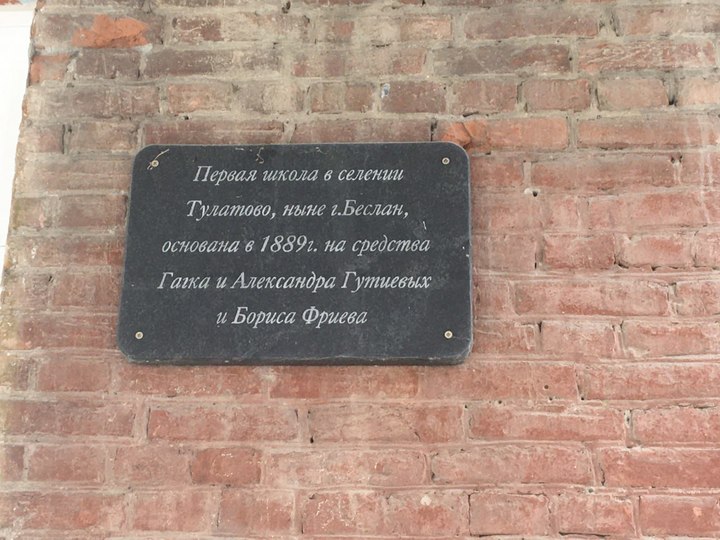 Первая школа в селении
Тулатово, ныне г.Беслан,
основана в 1889г. на средства
Гагка и Александра Гутиевых
и Бориса Фриева